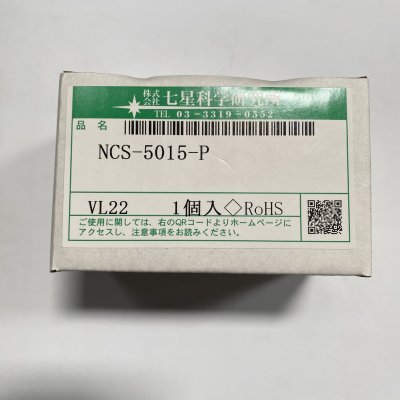 株式会社 七星科学研究所
TEL 03-3319-0552
品名
NCS-5015-P
VL22 1個入◇RoHS
ご使用に関しては、右のQRコードよりホームページに
アクセスし、注意事項をお読みください。